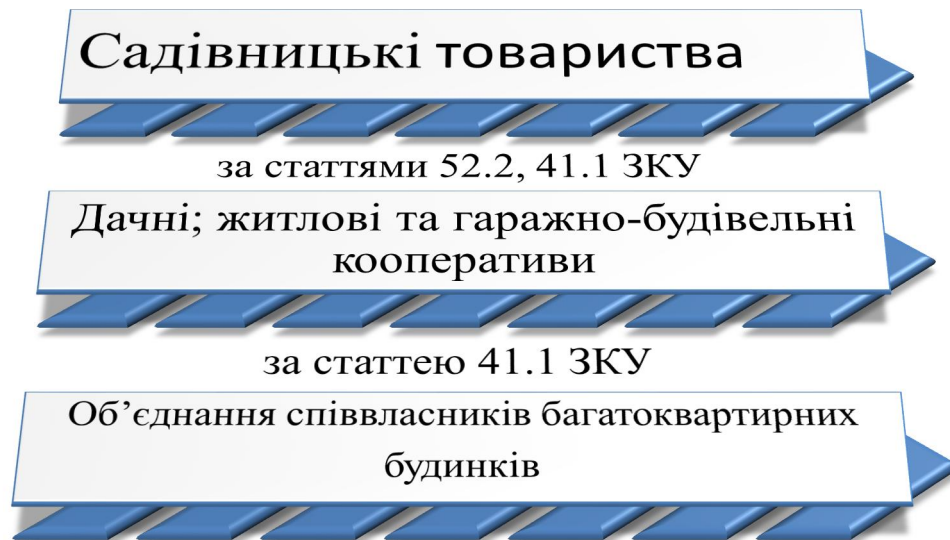 Садівницькі товариства
за статтями 52.2, 41.1 ЗКУ
Дачні; житлові та гаражно-будівельні
кооперативи
за статтею 41.1 ЗКУ
Об’єднання співвласників багатоквартирних
будинків